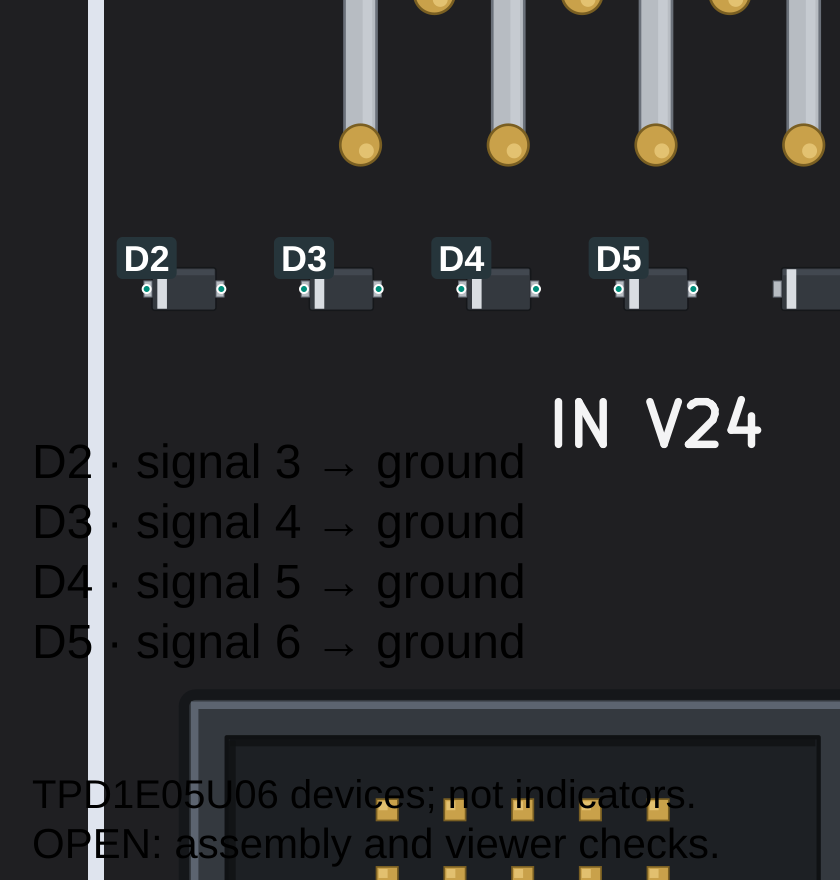 D2 D3 D4 D5
IN V24
D2 · signal 3 → ground
D3 · signal 4 → ground
D4 · signal 5 → ground
D5 · signal 6 → ground
TPD1E05U06 devices; not indicators.
OPEN: assembly and viewer checks.